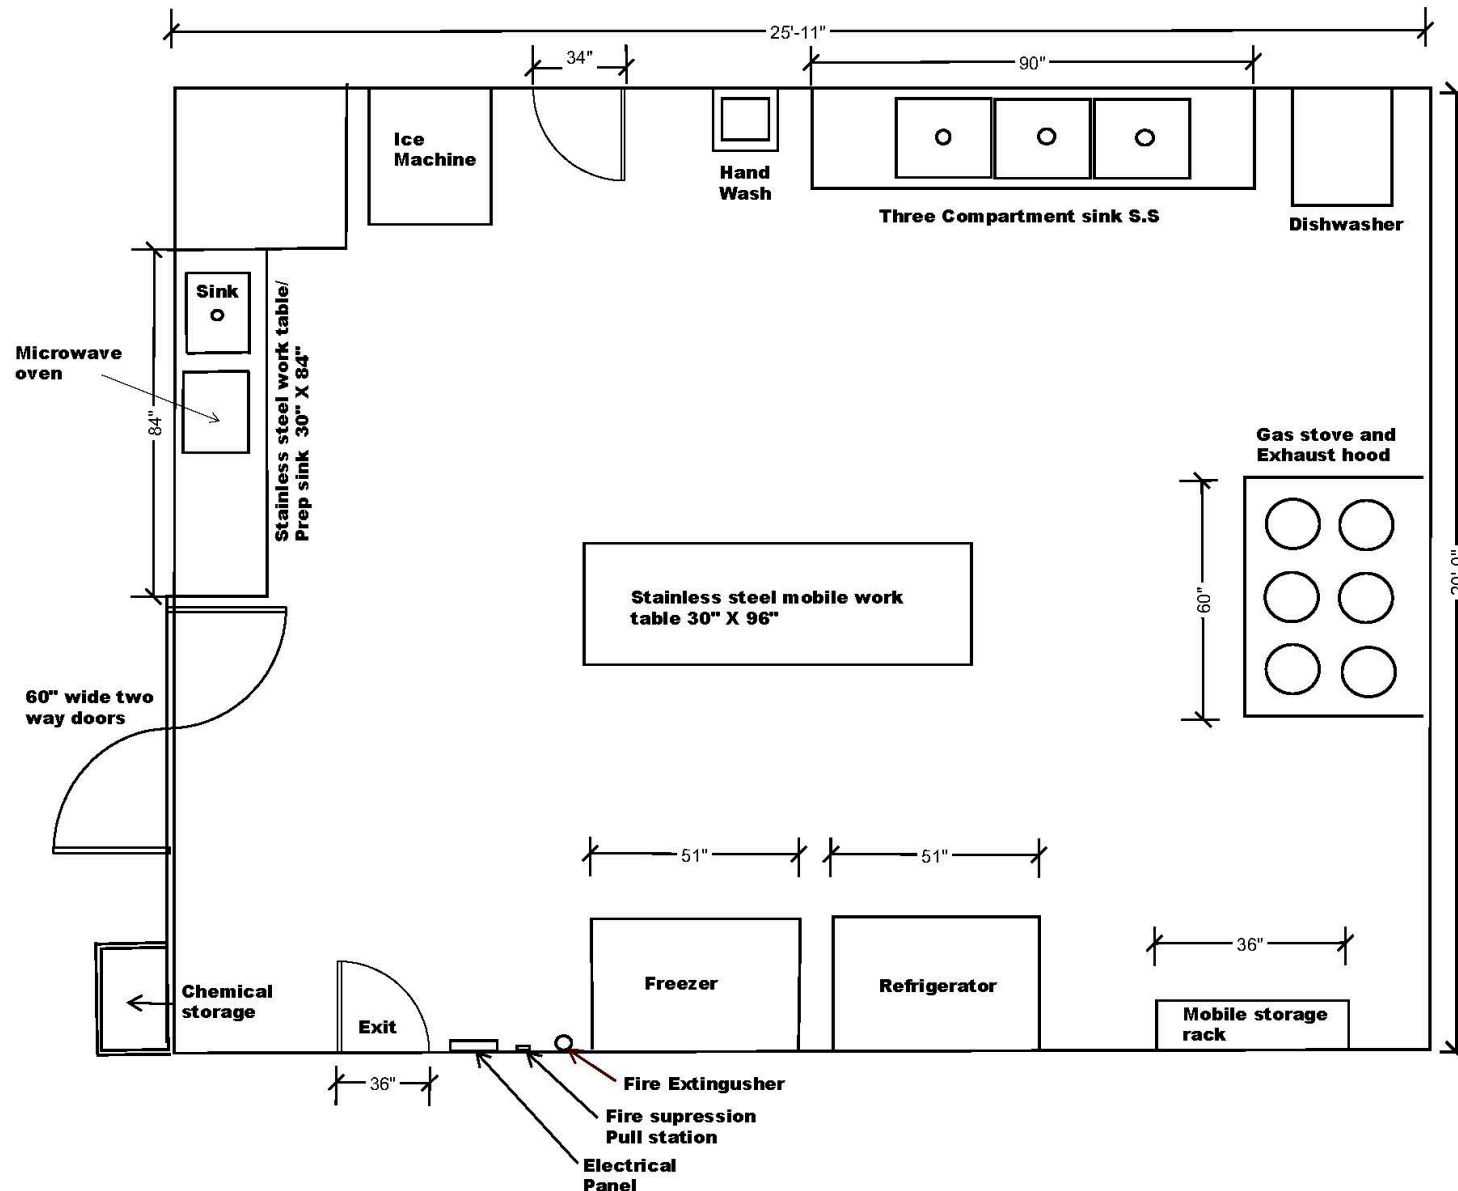 25'-11"
34"
90"
Ice
Machine
Hand
Wash
Three Compartment sink S.S
Dishwasher
Sink
Stainless steel work table/
Prep sink 30" X 84"
Microwave
oven
84"
Gas stove and
Exhaust hood
60"
Stainless steel mobile work
table 30" X 96"
60" wide two
way doors
51"
51"
36"
Freezer
Refrigerator
Mobile storage
rack
Chemical
storage
Exit
36"
Fire Extingusher
Fire supression
Pull station
Electrical
Panel